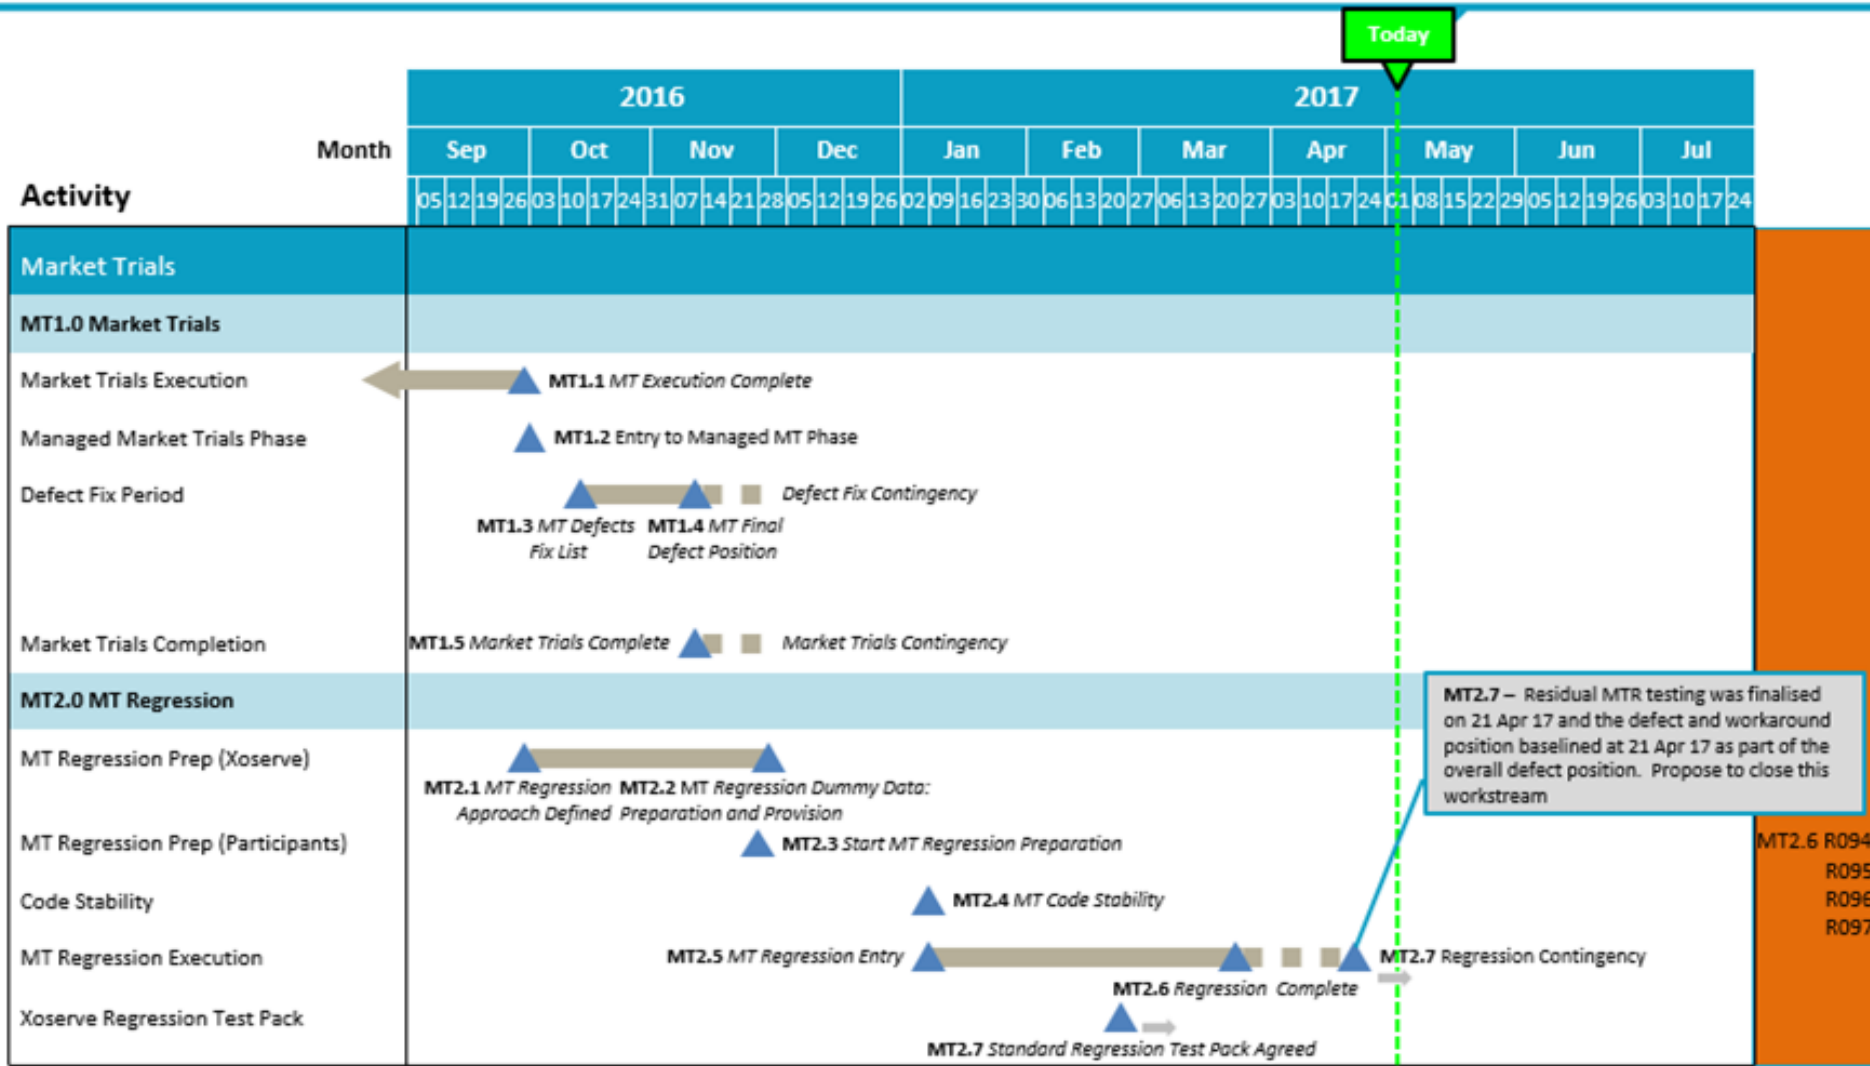 Today
2016 2017
Month Sep Oct Nov Dec Jan Feb Mar Apr May Jun Jul
Activity 05 12 19 26 03 10 17 24 31 07 14 21 28 05 12 19 26 02 09 16 23 30 06 13 20 27 06 13 20 27 03 10 17 24 01 08 15 22 29 05 12 19 26 03 10 17 24
Market Trials
MT1.0 Market Trials
Market Trials Execution MT1.1 MT Execution Complete
Managed Market Trials Phase MT1.2 Entry to Managed MT Phase
Defect Fix Period Defect Fix Contingency
MT1.3 MT Defects
Fix List
MT1.4 MT Final
Defect Position
Market Trials Completion MT1.5 Market Trials Complete Market Trials Contingency
MT2.0 MT Regression
MT2.7 – Residual MTR testing was finalised
on 21 Apr 17 and the defect and workaround
position baselined at 21 Apr 17 as part of the
overall defect position. Propose to close this
workstream
MT Regression Prep (Xoserve)
MT2.1 MT Regression
Approach Defined
MT2.2 MT Regression Dummy Data:
Preparation and Provision
MT Regression Prep (Participants) MT2.3 Start MT Regression Preparation
MT2.6 R094
R095
R096
R097
Code Stability MT2.4 MT Code Stability
MT Regression Execution MT2.5 MT Regression Entry MT2.7 Regression Contingency
MT2.6 Regression Complete
Xoserve Regression Test Pack
MT2.7 Standard Regression Test Pack Agreed